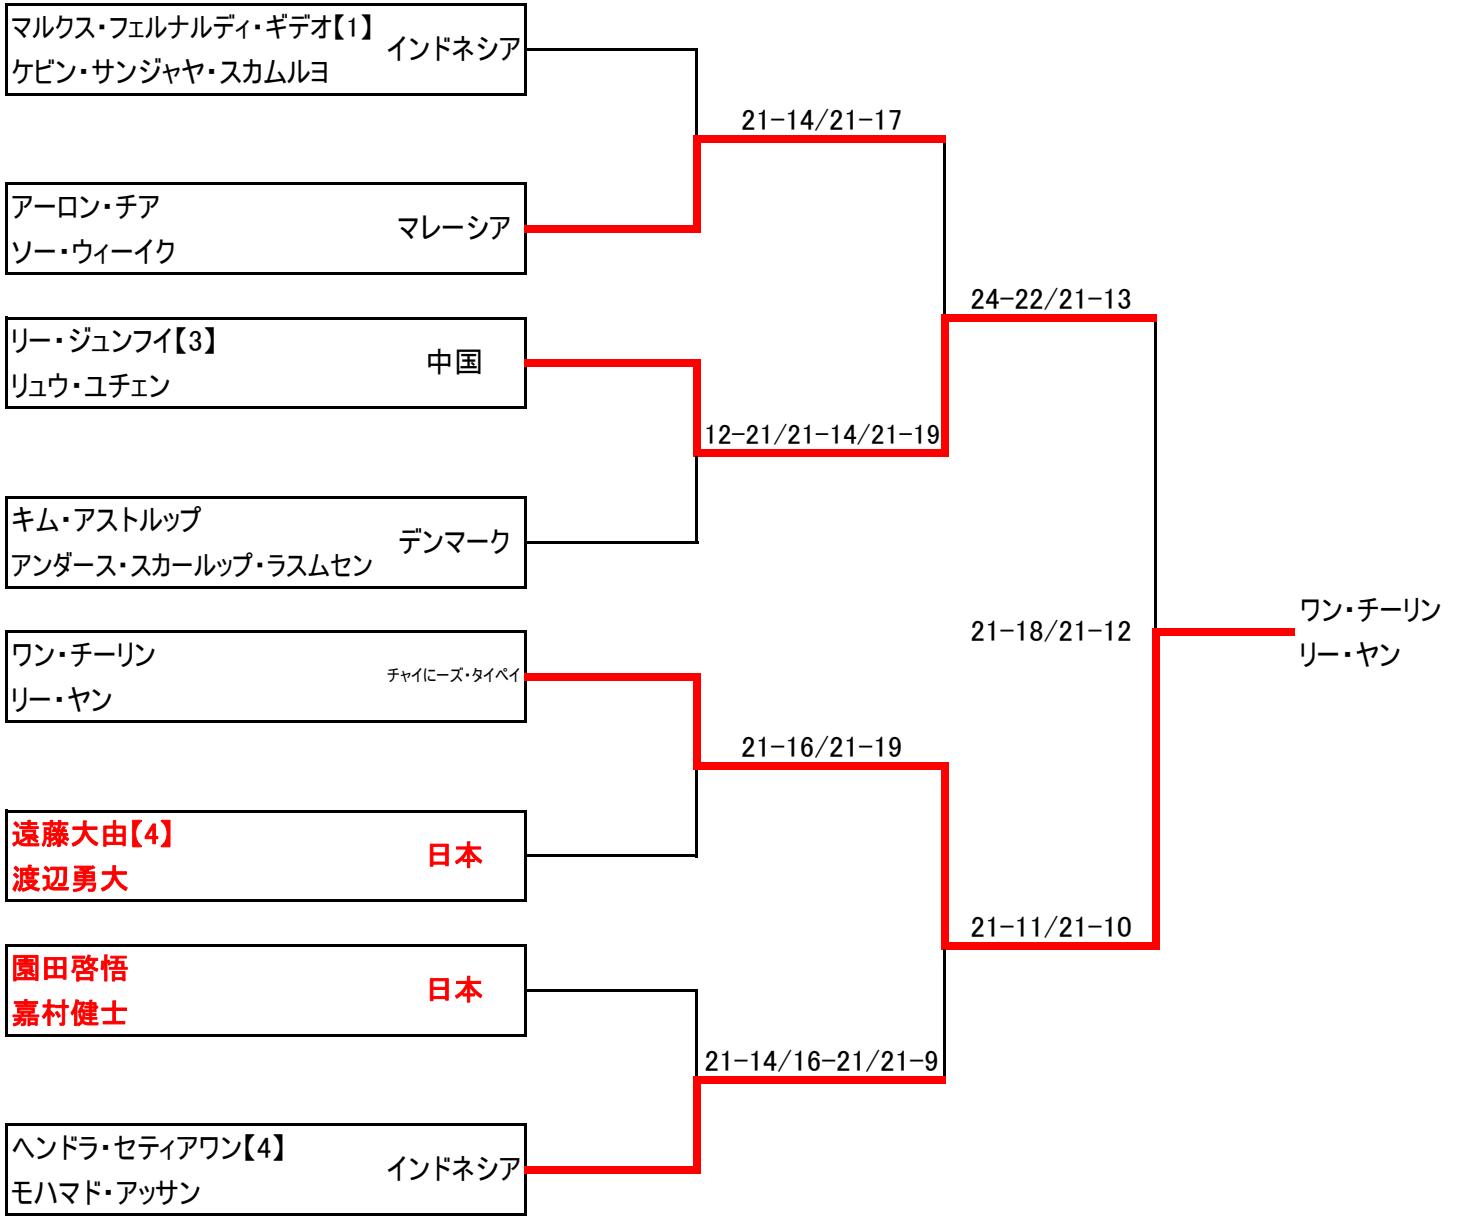 マルクス・フェルナルディ・ギデオ【1】
ケビン・サンジャヤ・スカムルヨ
インドネシア
21-14/21-17
アーロン・チア
ソー・ウィーイク
マレーシア
24-22/21-13
リー・ジュンフイ【3】
リュウ・ユチェン
中国
12-21/21-14/21-19
キム・アストルップ
アンダース・スカールップ・ラスムセン
デンマーク
21-18/21-12
ワン・チーリン
リー・ヤン
ワン・チーリン
リー・ヤン
チャイにーズ・タイペイ
21-16/21-19
遠藤大由【4】
渡辺勇大
日本
21-11/21-10
園田啓悟
嘉村健士
日本
21-14/16-21/21-9
ヘンドラ・セティアワン【4】
モハマド・アッサン
インドネシア